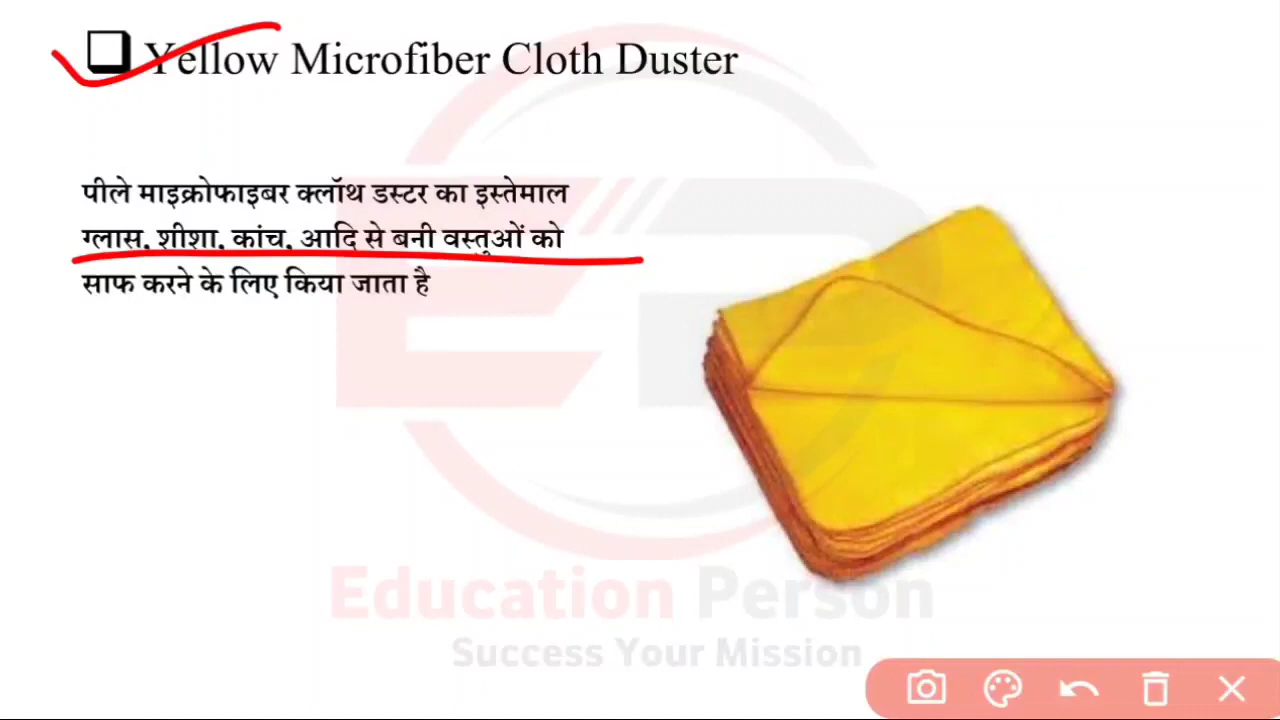 Yellow Microfiber Cloth Duster
पीले माइक्रोफाइबर क्लॉथ डस्टर का इस्तेमाल
ग्लास, शीशा, कांच, आदि से बनी वस्तुओं को
साफ करने के लिए किया जाता है
Education Person
Success Your Mission